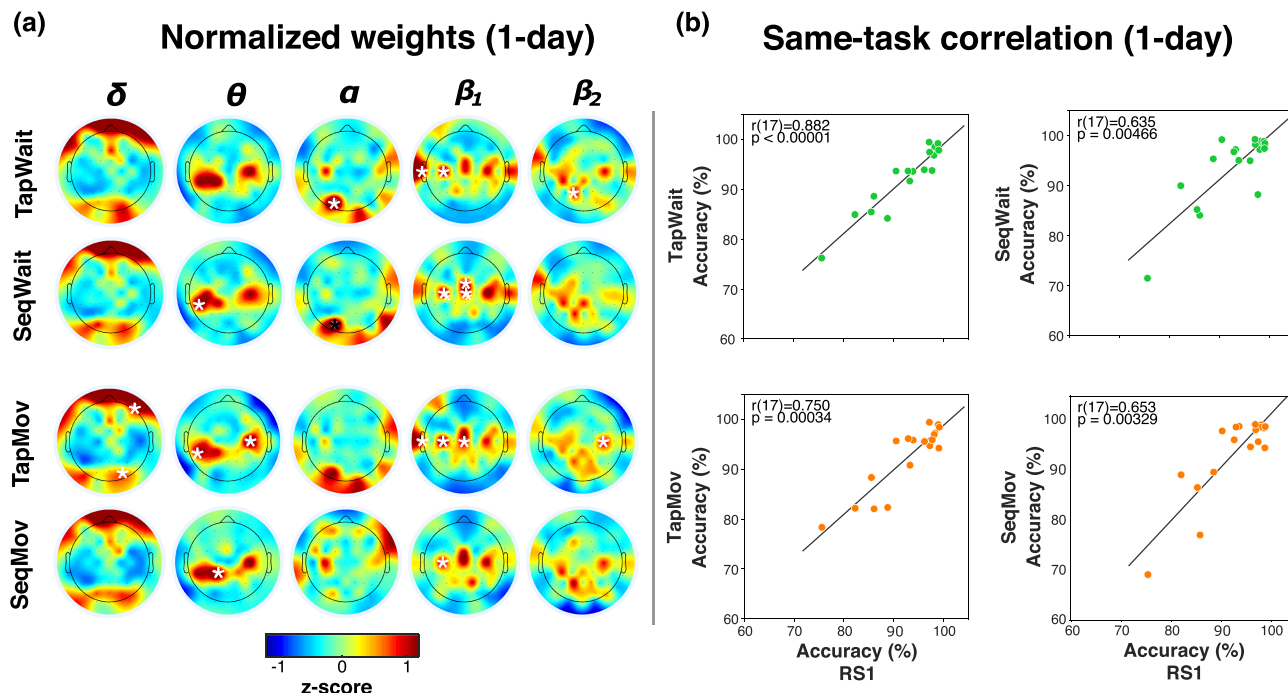 (a)
Normalized weights (1-day)
δ θ α β1 β2
TapWait
* * * *
SeqWait
* * * * *
TapMov
* * * * * * * *
SeqMov
* *
-1 0 1
z-score
(b)
Same-task correlation (1-day)
r(17)=0.882
p < 0.00001
100
90
80
70
60
TapWait
Accuracy (%)
r(17)=0.635
p = 0.00466
100
90
80
70
60
SeqWait
Accuracy (%)
r(17)=0.750
p = 0.00034
100
90
80
70
60
TapMov
Accuracy (%)
60 70 80 90 100
Accuracy (%)
RS1
r(17)=0.653
p = 0.00329
100
90
80
70
60
SeqMov
Accuracy (%)
60 70 80 90 100
Accuracy (%)
RS1